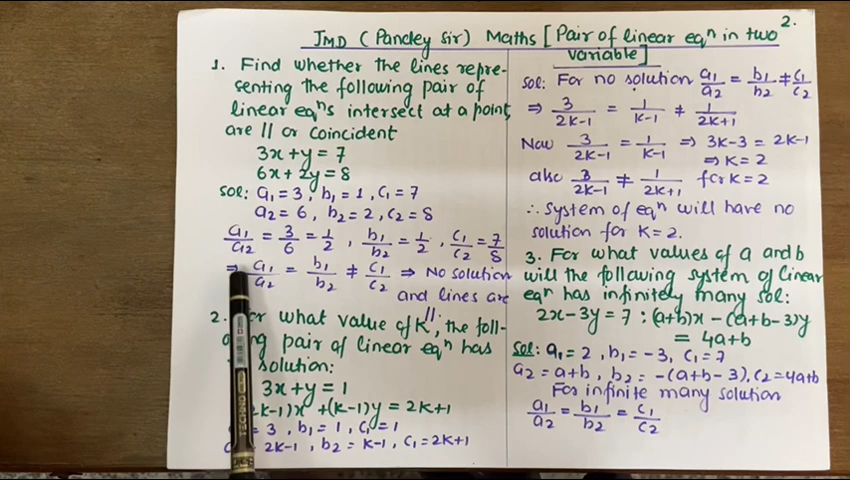 2.
JMD (Pandey Sir) Maths [Pair of linear eqⁿ in two
variable]
1. Find whether the lines repre-
senting the following pair of
linear eqⁿs intersect at a point,
are || or coincident
3x+y=7
6x+2y=8
Sol: a₁=3, b₁=1, c₁=7
a₂=6, b₂=2, c₂=8
a₁/a₂ = 3/6 = 1/2, b₁/b₂ = 1/2, c₁/c₂ = 7/8
⇒ a₁/a₂ = b₁/b₂ ≠ c₁/c₂ ⇒ No solution
and lines are
||.
2. what value of K, the foll-
ing pair of linear eqⁿ has
solution:
3x+y=1
2k-1)x+(k-1)y=2k+1
=3, b₁=1, c₁=1
2k-1, b₂=k-1, c₁=2k+1
Sol: For no solution a₁/a₂ = b₁/b₂ ≠ c₁/c₂
⇒ 3/2k-1 = 1/k-1 ≠ 1/2k+1
Now 3/2k-1 = 1/k-1 ⇒ 3k-3=2k-1
⇒ k=2
also 3/2k-1 ≠ 1/2k+1 for k=2
∴ System of eqⁿ will have no
solution for k=2.
3. For what values of a and b
will the following system of linear
eqⁿ has infinitely many sol:
2x-3y=7 : (a+b)x-(a+b-3)y
=4a+b
Sol: a₁=2, b₁=-3, c₁=7
a₂=a+b, b₂=-(a+b-3), c₂=4a+b
For infinite many solution
a₁/a₂ = b₁/b₂ = c₁/c₂
TECHNO